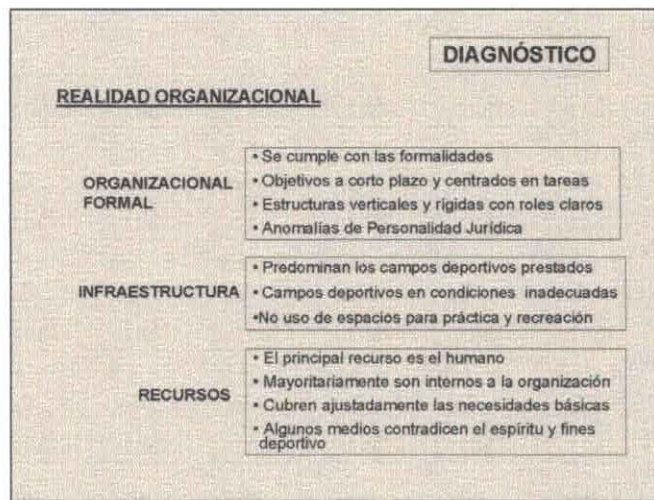 DIAGNÓSTICO
REALIDAD ORGANIZACIONAL
ORGANIZACIONAL
FORMAL
• Se cumple con las formalidades
• Objetivos a corto plazo y centrados en tareas
• Estructuras verticales y rígidas con roles claros
• Anomalías de Personalidad Jurídica
INFRAESTRUCTURA
• Predominan los campos deportivos prestados
• Campos deportivos en condiciones inadecuadas
•No uso de espacios para práctica y recreación
RECURSOS
• El principal recurso es el humano
• Mayoritariamente son internos a la organización
• Cubren ajustadamente las necesidades básicas
• Algunos medios contradicen el espíritu y fines
deportivo